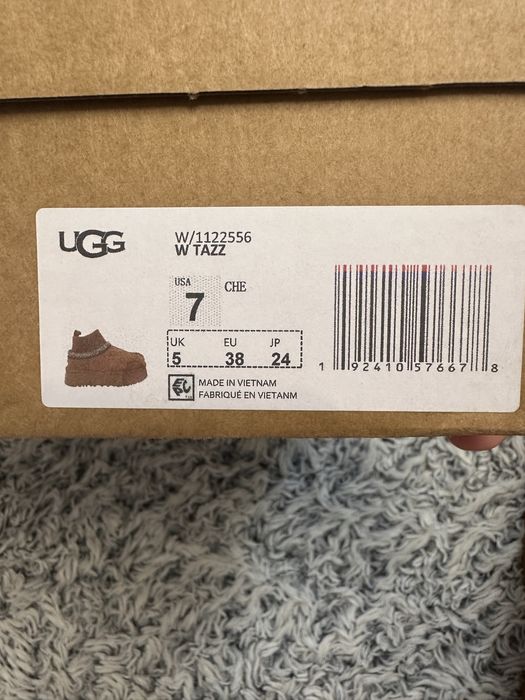 UGG
W/1122556
W TAZZ
USA
7
CHE
UK EU JP
5 38 24
MADE IN VIETNAM
FABRIQUÉ EN VIETANM
1 92410 57667 8